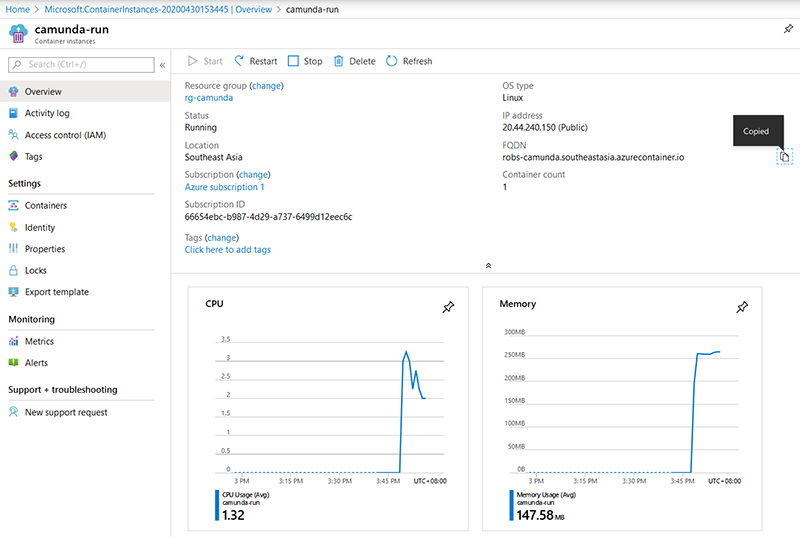 Home > Microsoft.ContainerInstances-20200430153445 | Overview > camunda-run
camunda-run
Container instances
Search (Ctrl+/)
«
Start
Restart
Stop
Delete
Refresh
Overview
Activity log
Access control (IAM)
Tags
Settings
Containers
Identity
Properties
Locks
Export template
Monitoring
Metrics
Alerts
Support + troubleshooting
New support request
Resource group (change)
rg-camunda
Status
Running
Location
Southeast Asia
Subscription (change)
Azure subscription 1
Subscription ID
66654ebc-b987-4d29-a737-6499d12eec6c
Tags (change)
Click here to add tags
OS type
Linux
IP address
20.44.240.150 (Public)
FQDN
robs-camunda.southeastasia.azurecontainer.io
Container count
1
Copied
CPU
3.5
3
2.5
2
1.5
1
0.5
0
3 PM 3:15 PM 3:30 PM 3:45 PM UTC+08:00
CPU Usage (Avg)
camunda-run
1.32
Memory
300MB
250MB
200MB
150MB
100MB
50MB
0B
3 PM 3:15 PM 3:30 PM 3:45 PM UTC+08:00
Memory Usage (Avg)
camunda-run
147.58 MB